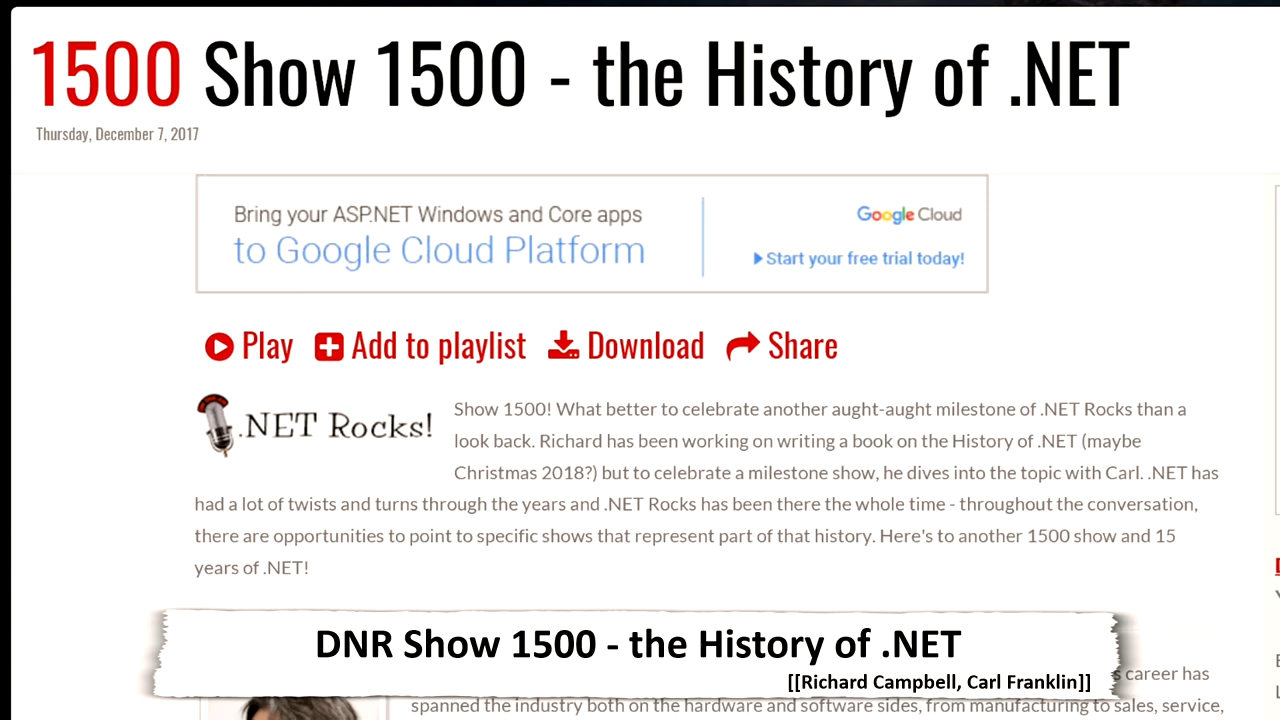 1500 Show 1500 - the History of .NET
Thursday, December 7, 2017
Bring your ASP.NET Windows and Core apps
to Google Cloud Platform
Google Cloud
Start your free trial today!
Play Add to playlist Download Share
.NET Rocks!
Show 1500! What better to celebrate another aught-aught milestone of .NET Rocks than a
look back. Richard has been working on writing a book on the History of .NET (maybe
Christmas 2018?) but to celebrate a milestone show, he dives into the topic with Carl. .NET has
had a lot of twists and turns through the years and .NET Rocks has been there the whole time - throughout the conversation,
there are opportunities to point to specific shows that represent part of that history. Here's to another 1500 show and 15
years of .NET!
DNR Show 1500 - the History of .NET
[[Richard Campbell, Carl Franklin]]
career has
spanned the industry both on the hardware and software sides, from manufacturing to sales, service,